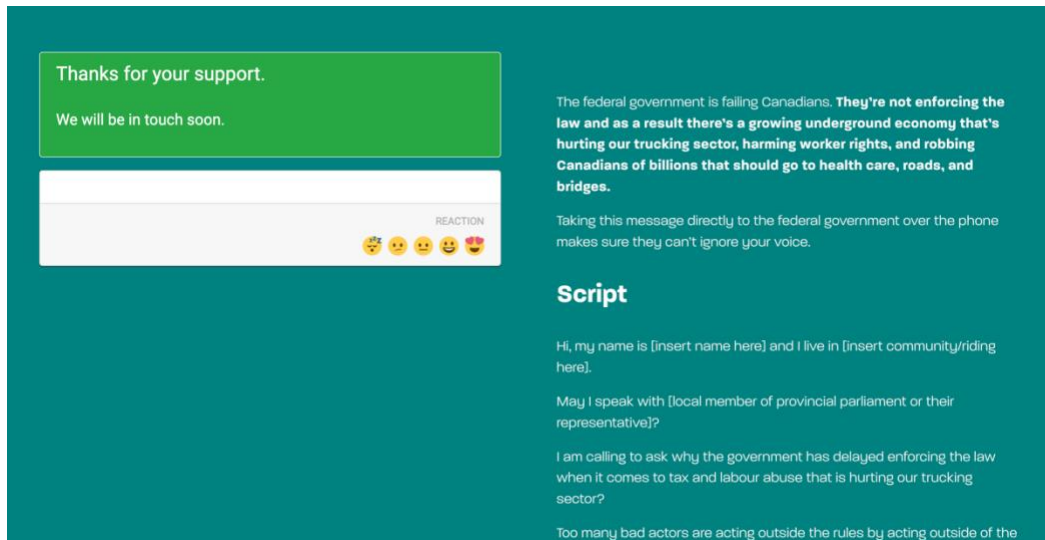 Thanks for your support.
We will be in touch soon.
REACTION
The federal government is failing Canadians. They're not enforcing the
law and as a result there's a growing underground economy that's
hurting our trucking sector, harming worker rights, and robbing
Canadians of billions that should go to health care, roads, and
bridges.
Taking this message directly to the federal government over the phone
makes sure they can't ignore your voice.
Script
Hi, my name is [insert name here] and I live in [insert community/riding
here].
May I speak with [local member of provincial parliament or their
representative]?
I am calling to ask why the government has delayed enforcing the law
when it comes to tax and labour abuse that is hurting our trucking
sector?
Too many bad actors are acting outside the rules by acting outside of the